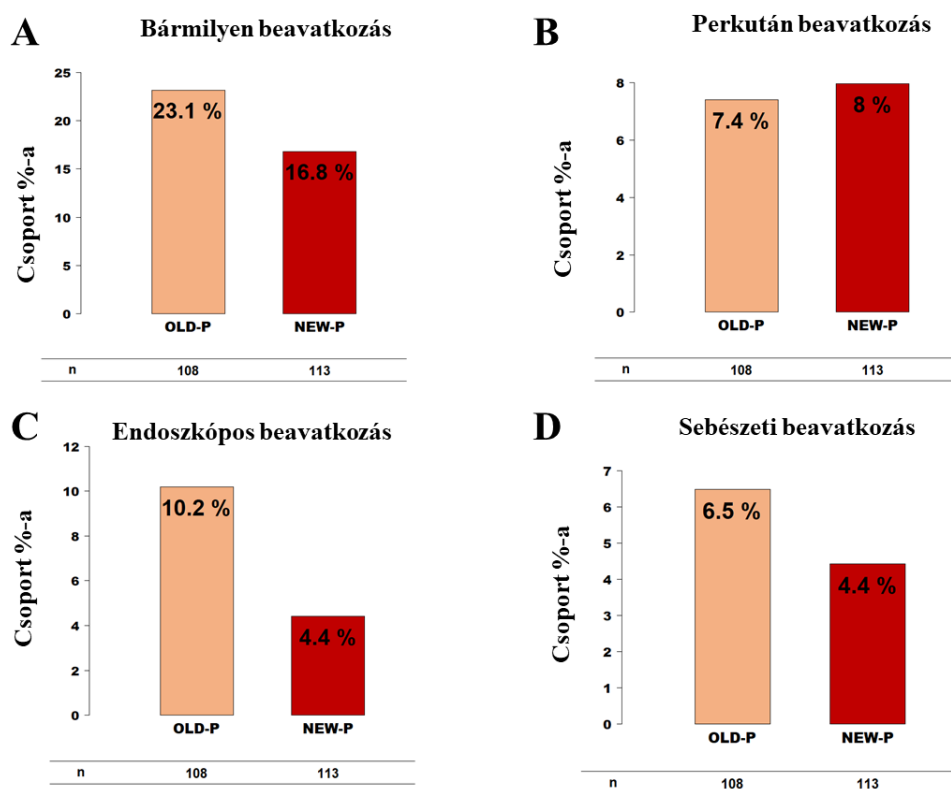 A
Bármilyen beavatkozás
Csoport %-a
25
20
15
10
5
0
23.1 %
16.8 %
OLD-P NEW-P
n 108 113
B
Perkután beavatkozás
Csoport %-a
8
6
4
2
0
7.4 %
8 %
OLD-P NEW-P
n 108 113
C
Endoszkópos beavatkozás
Csoport %-a
12
10
8
6
4
2
0
10.2 %
4.4 %
OLD-P NEW-P
n 108 113
D
Sebészeti beavatkozás
Csoport %-a
7
6
5
4
3
2
1
0
6.5 %
4.4 %
OLD-P NEW-P
n 108 113